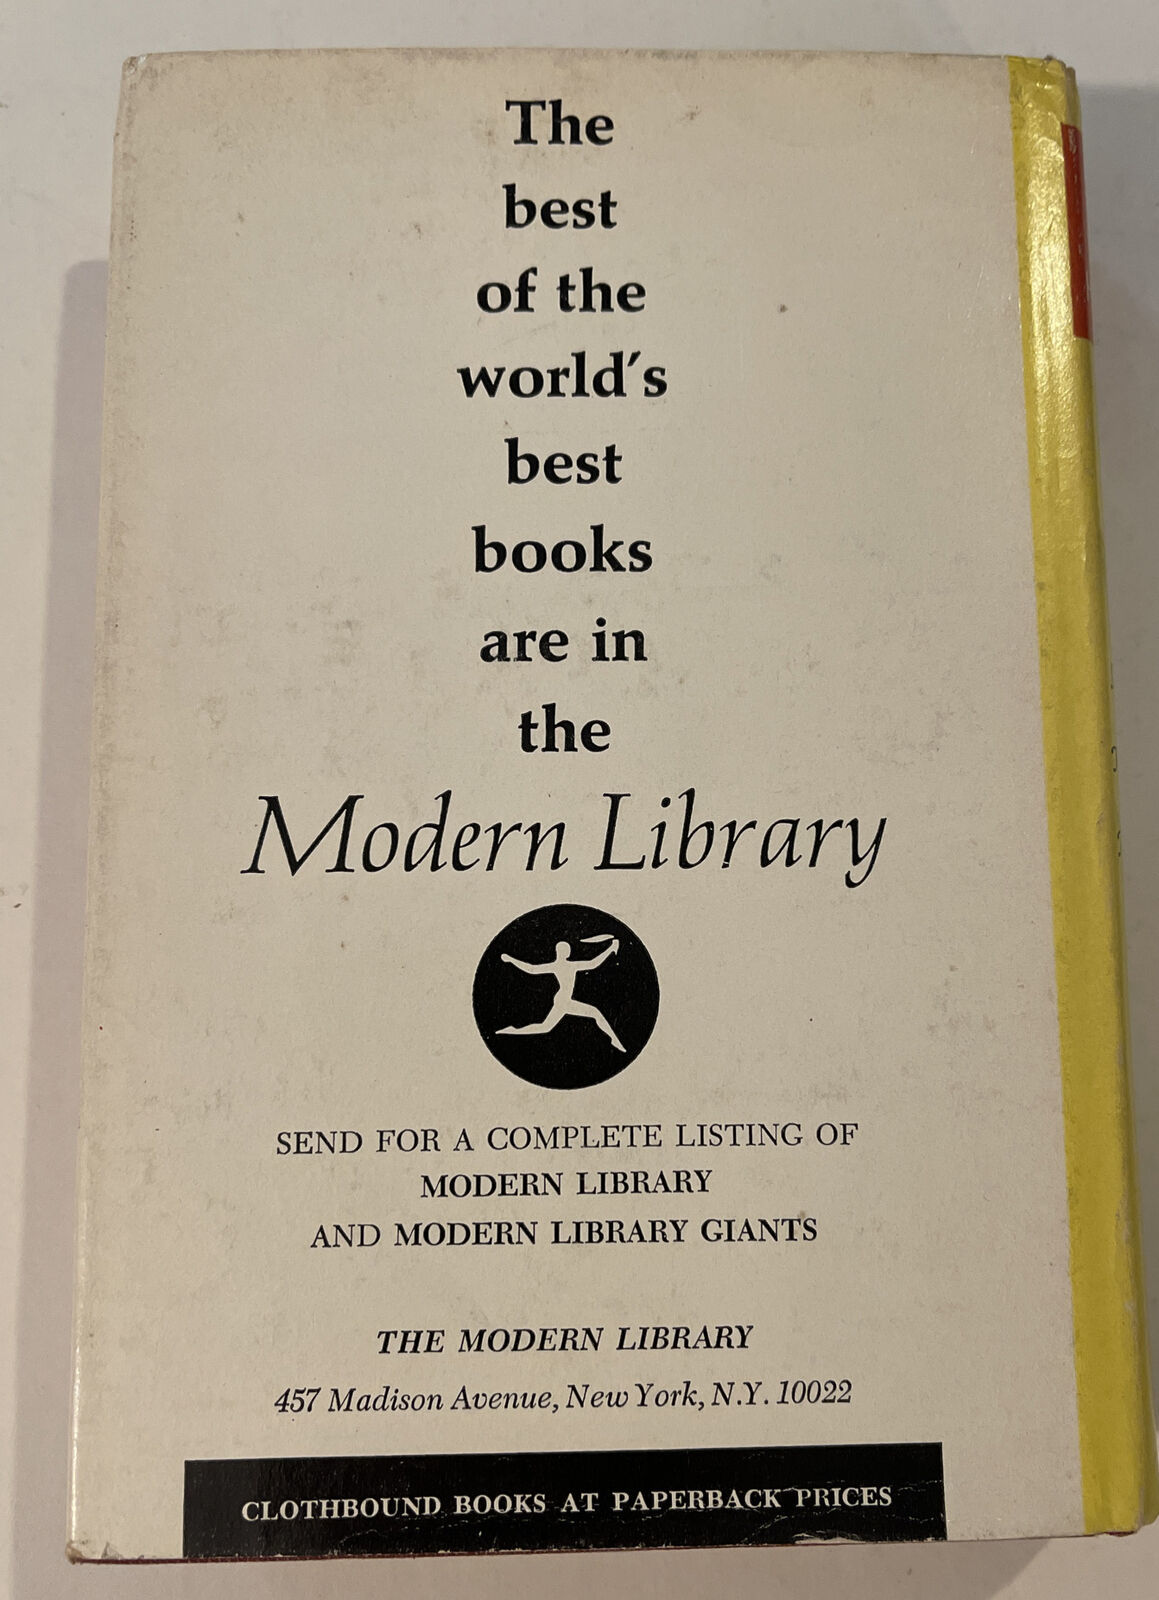 The
best
of the
world's
best
books
are in
the
Modern Library
SEND FOR A COMPLETE LISTING OF
MODERN LIBRARY
AND MODERN LIBRARY GIANTS
THE MODERN LIBRARY
457 Madison Avenue, New York, N.Y. 10022
CLOTHBOUND BOOKS AT PAPERBACK PRICES